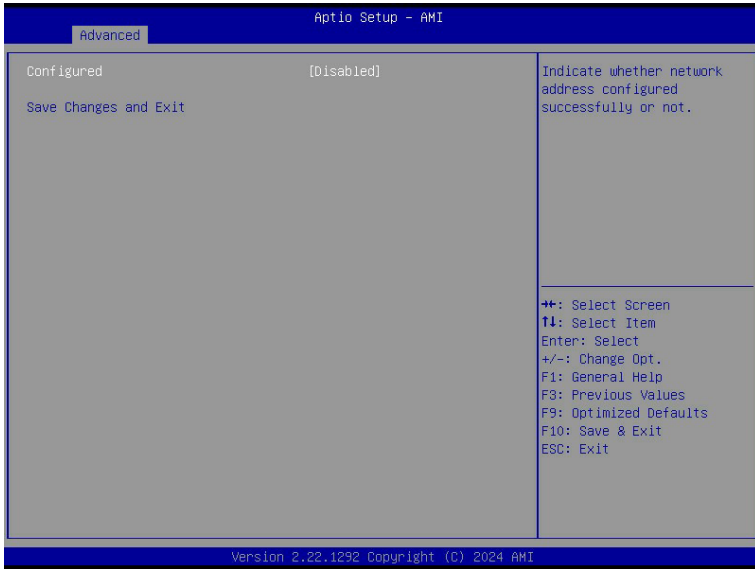 Aptio Setup – AMI
Advanced
Configured [Disabled]
Save Changes and Exit
Indicate whether network
address configured
successfully or not.
→←: Select Screen
↑↓: Select Item
Enter: Select
+/-: Change Opt.
F1: General Help
F3: Previous Values
F9: Optimized Defaults
F10: Save & Exit
ESC: Exit
Version 2.22.1292 Copyright (C) 2024 AMI